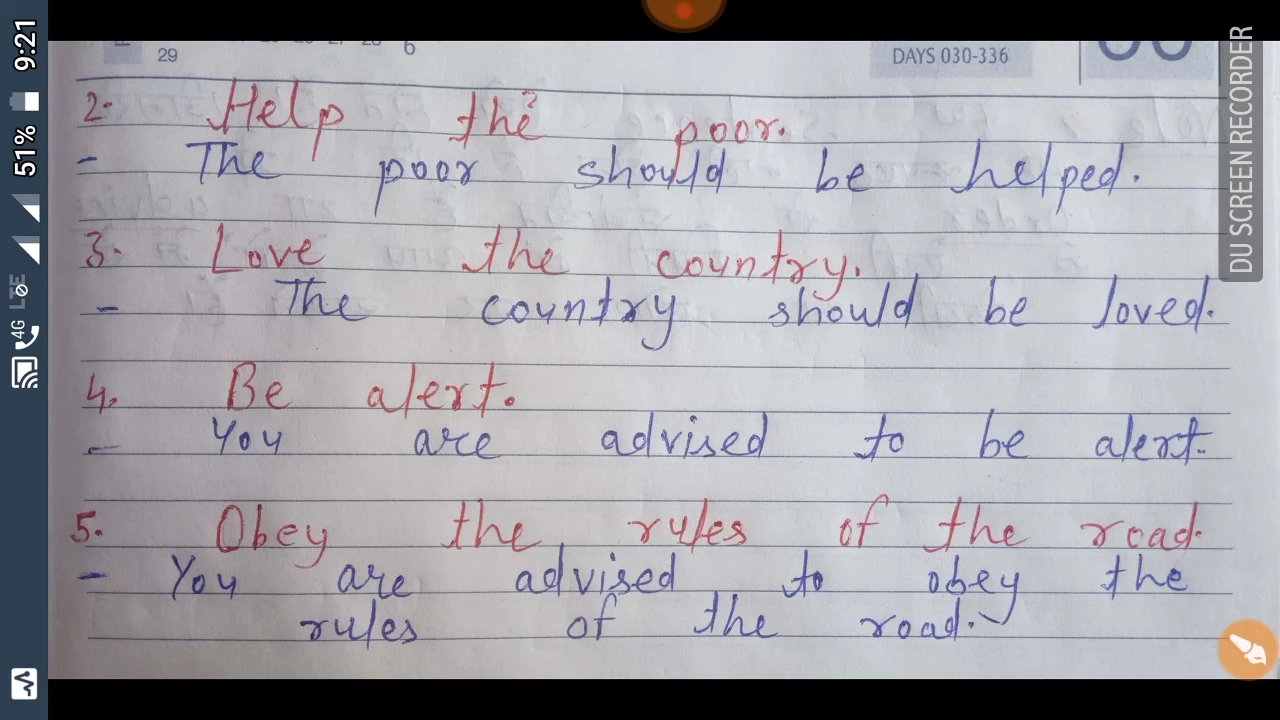 9:21
51%
4G LTE
DU SCREEN RECORDER
29
6
DAYS 030-336
2. Help the poor.
- The poor should be helped.
3. Love the country.
- The country should be loved.
4. Be alert.
- You are advised to be alert.
5. Obey the rules of the road.
- You are advised to obey the
rules of the road.